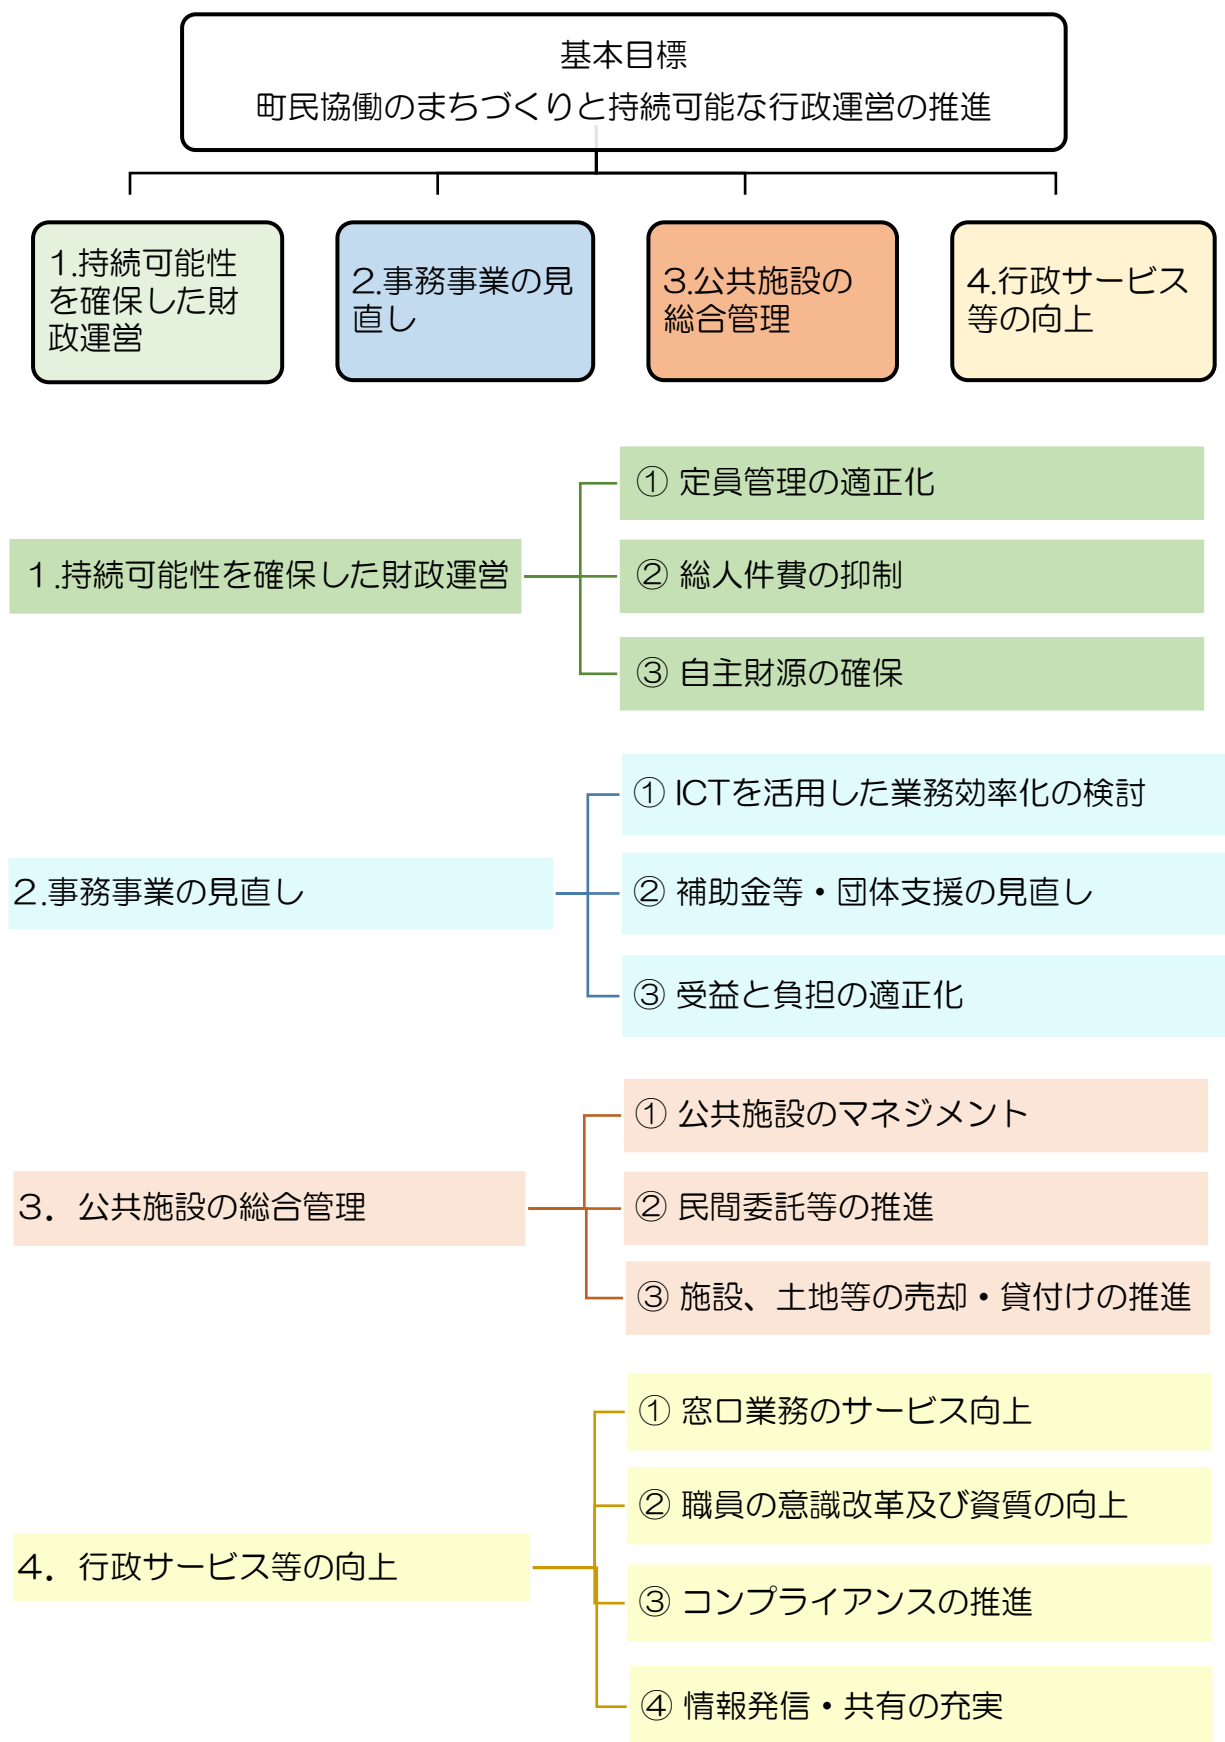 基本目標
町民協働のまちづくりと持続可能な行政運営の推進
1.持続可能性
を確保した財
政運営
2.事務事業の見
直し
3.公共施設の
総合管理
4.行政サービス
等の向上
1.持続可能性を確保した財政運営
① 定員管理の適正化
② 総人件費の抑制
③ 自主財源の確保
2.事務事業の見直し
① ICTを活用した業務効率化の検討
② 補助金等・団体支援の見直し
③ 受益と負担の適正化
3．公共施設の総合管理
① 公共施設のマネジメント
② 民間委託等の推進
③ 施設、土地等の売却・貸付けの推進
4．行政サービス等の向上
① 窓口業務のサービス向上
② 職員の意識改革及び資質の向上
③ コンプライアンスの推進
④ 情報発信・共有の充実